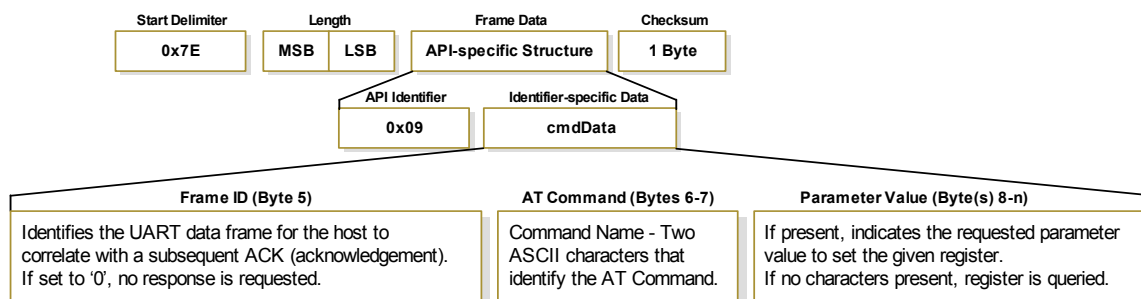 Start Delimiter Length Frame Data Checksum
0x7E MSB LSB API-specific Structure 1 Byte
API Identifier Identifier-specific Data
0x09 cmdData
Frame ID (Byte 5)
Identifies the UART data frame for the host to
correlate with a subsequent ACK (acknowledgement).
If set to ‘0’, no response is requested.
AT Command (Bytes 6-7)
Command Name - Two
ASCII characters that
identify the AT Command.
Parameter Value (Byte(s) 8-n)
If present, indicates the requested parameter
value to set the given register.
If no characters present, register is queried.